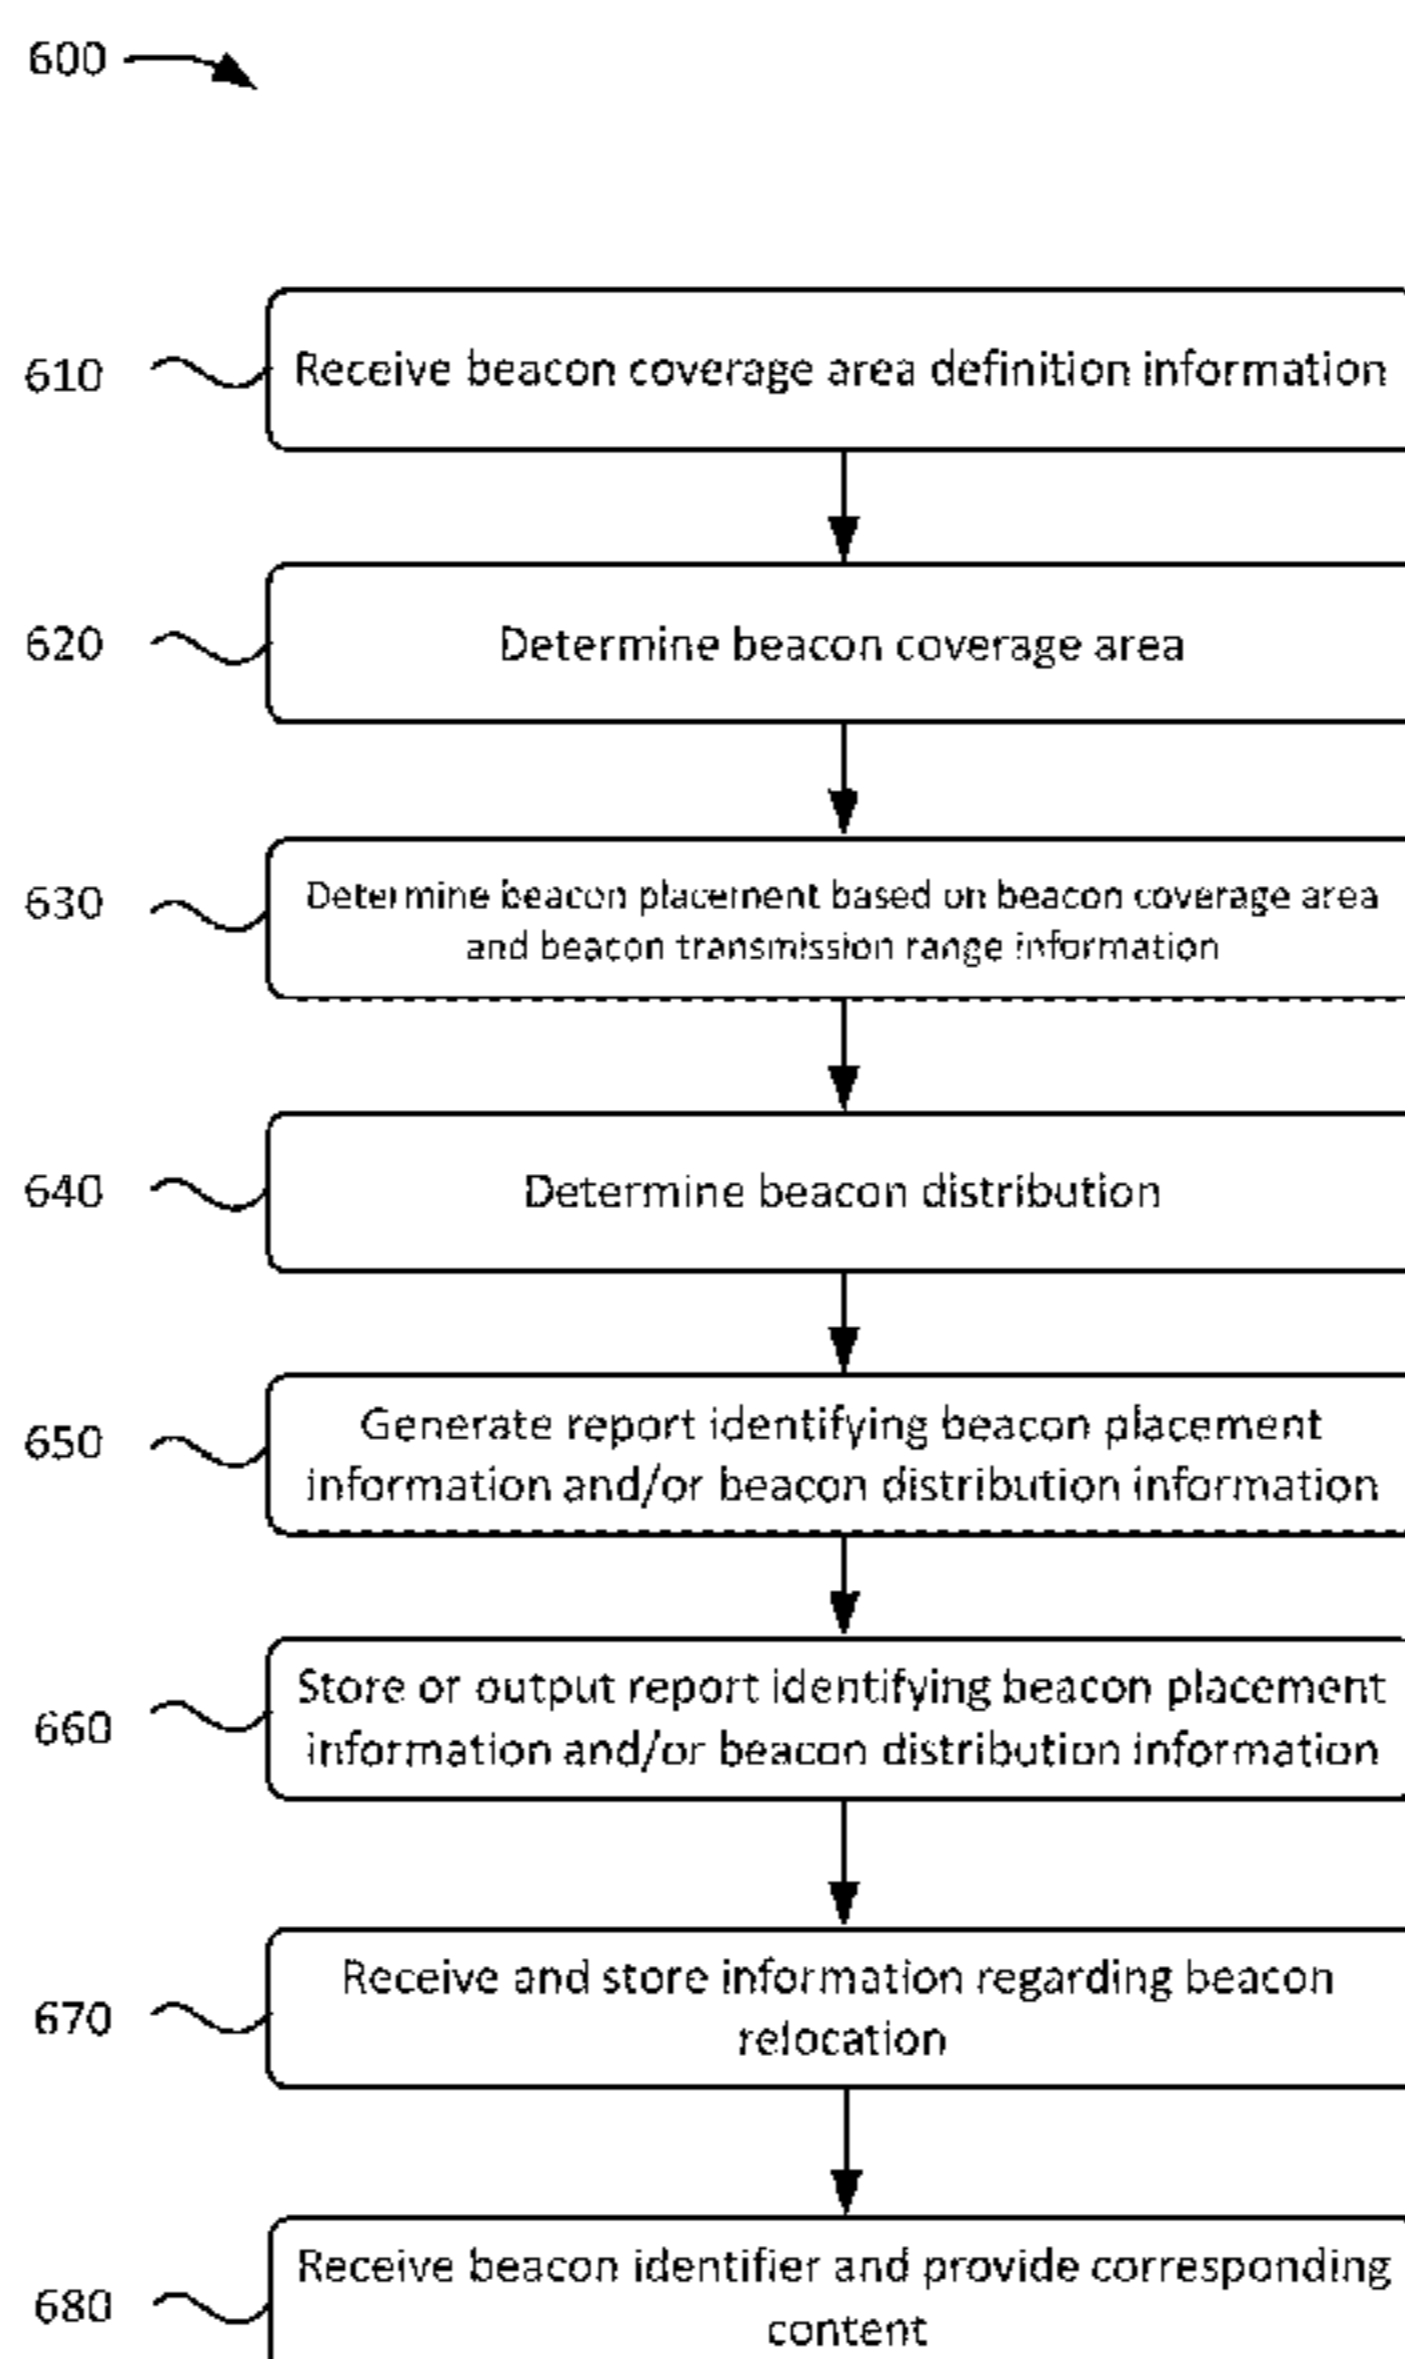 600
610
Receive beacon coverage area definition information
620
Determine beacon coverage area
630
Determine beacon placement based on beacon coverage area
and beacon transmission range information
640
Determine beacon distribution
650
Generate report identifying beacon placement
information and/or beacon distribution information
660
Store or output report identifying beacon placement
information and/or beacon distribution information
670
Receive and store information regarding beacon
relocation
680
Receive beacon identifier and provide corresponding
content